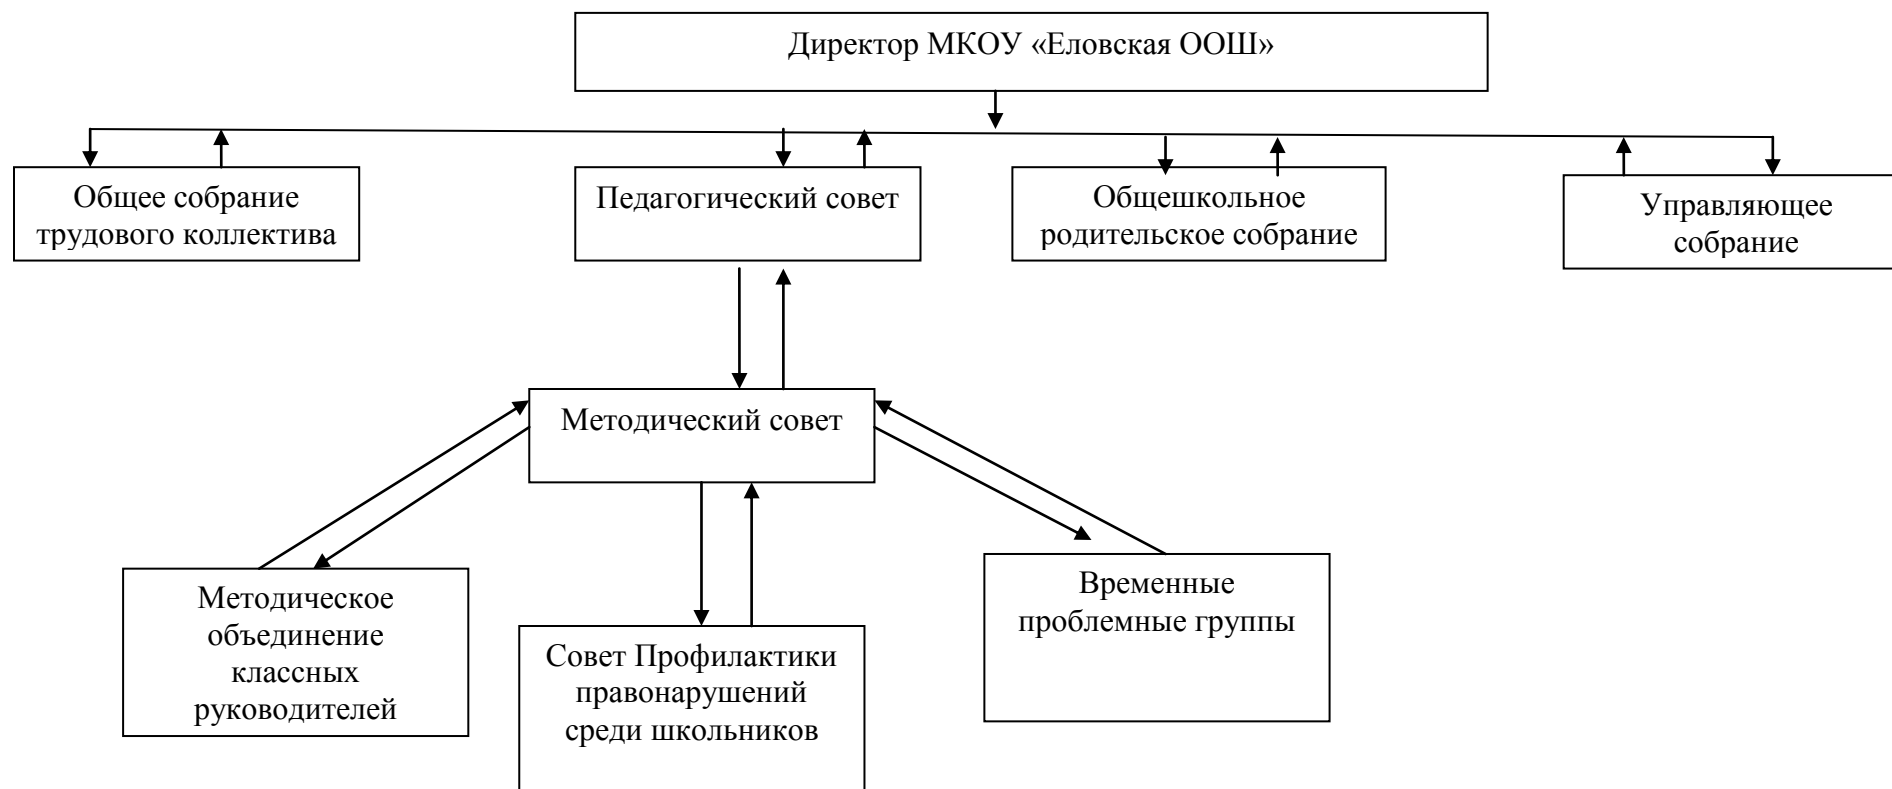 Директор МКОУ «Еловская ООШ»
Общее собрание
трудового коллектива
Педагогический совет
Общешкольное
родительское собрание
Управляющее
собрание
Методический совет
Методическое
объединение
классных
руководителей
Совет Профилактики
правонарушений
среди школьников
Временные
проблемные группы